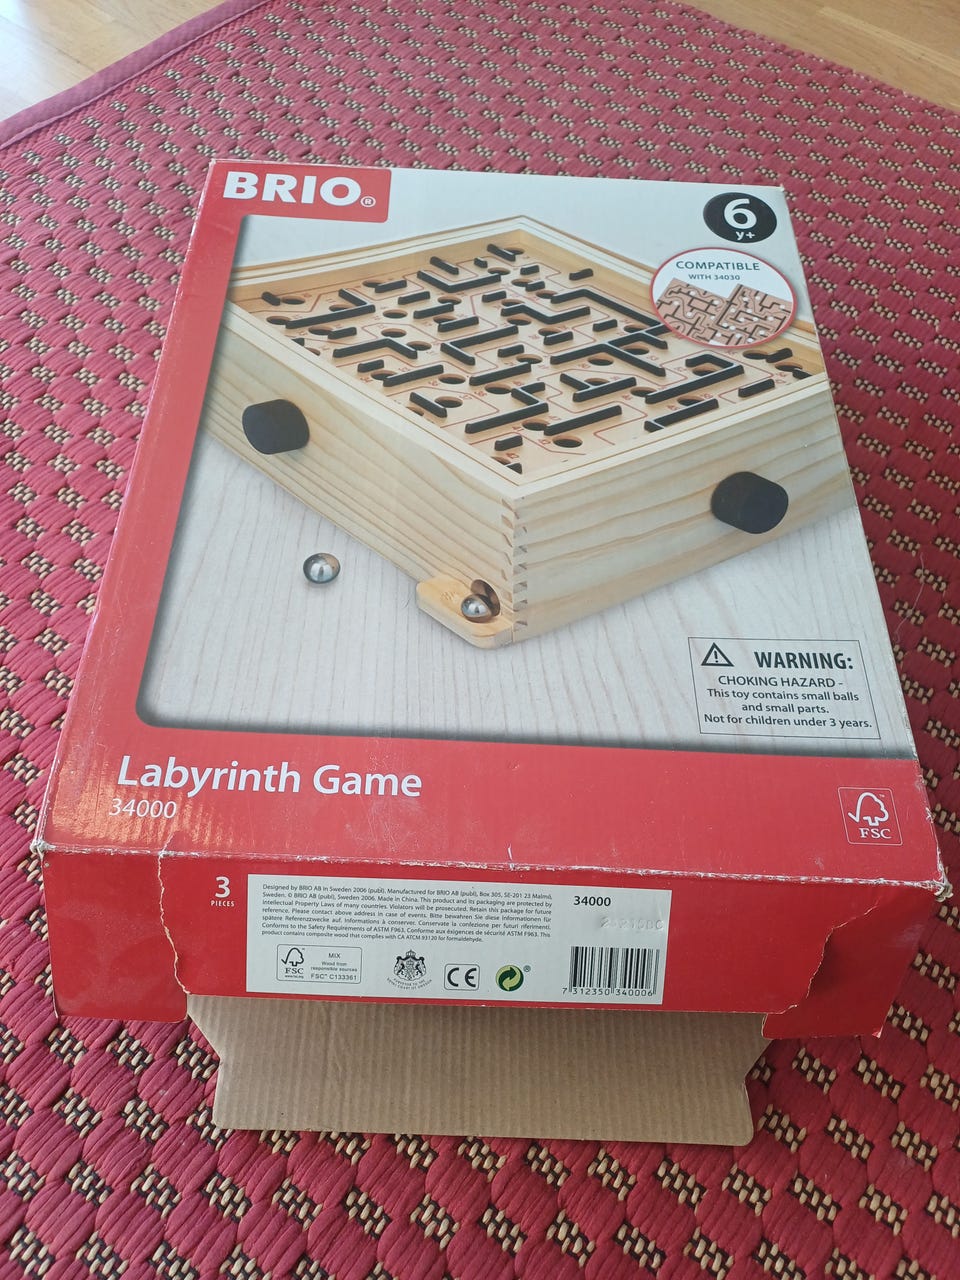 BRIO®
6
y+
COMPATIBLE
WITH 34030
WARNING:
CHOKING HAZARD -
This toy contains small balls
and small parts.
Not for children under 3 years.
Labyrinth Game
34000
FSC
3
PIECES
Designed by BRIO AB in Sweden 2006 (publ). Manufactured for BRIO AB (publ), Box 305, SE-201 23 Malmö,
Sweden. © BRIO AB (publ), Sweden 2006. Made in China. This product and its packaging are protected by
Intellectual Property Laws of many countries. Violators will be prosecuted. Retain this package for future
reference. Please contact above address in case of events. Bitte bewahren Sie diese informationen für
spätere Referenzzwecke auf. Informations à conserver. Conservate la confezione per futuri riferimenti.
Conforms to the Safety Requirements of ASTM F963. Conforme aux éxigences de sécurité ASTM F963. This
product contains composite wood that complies with CA ATCM 93120 for formaldehyde.
34000
FSC
MIX
Wood from
responsible sources
FSC® C133361
CE
7 312350 340006